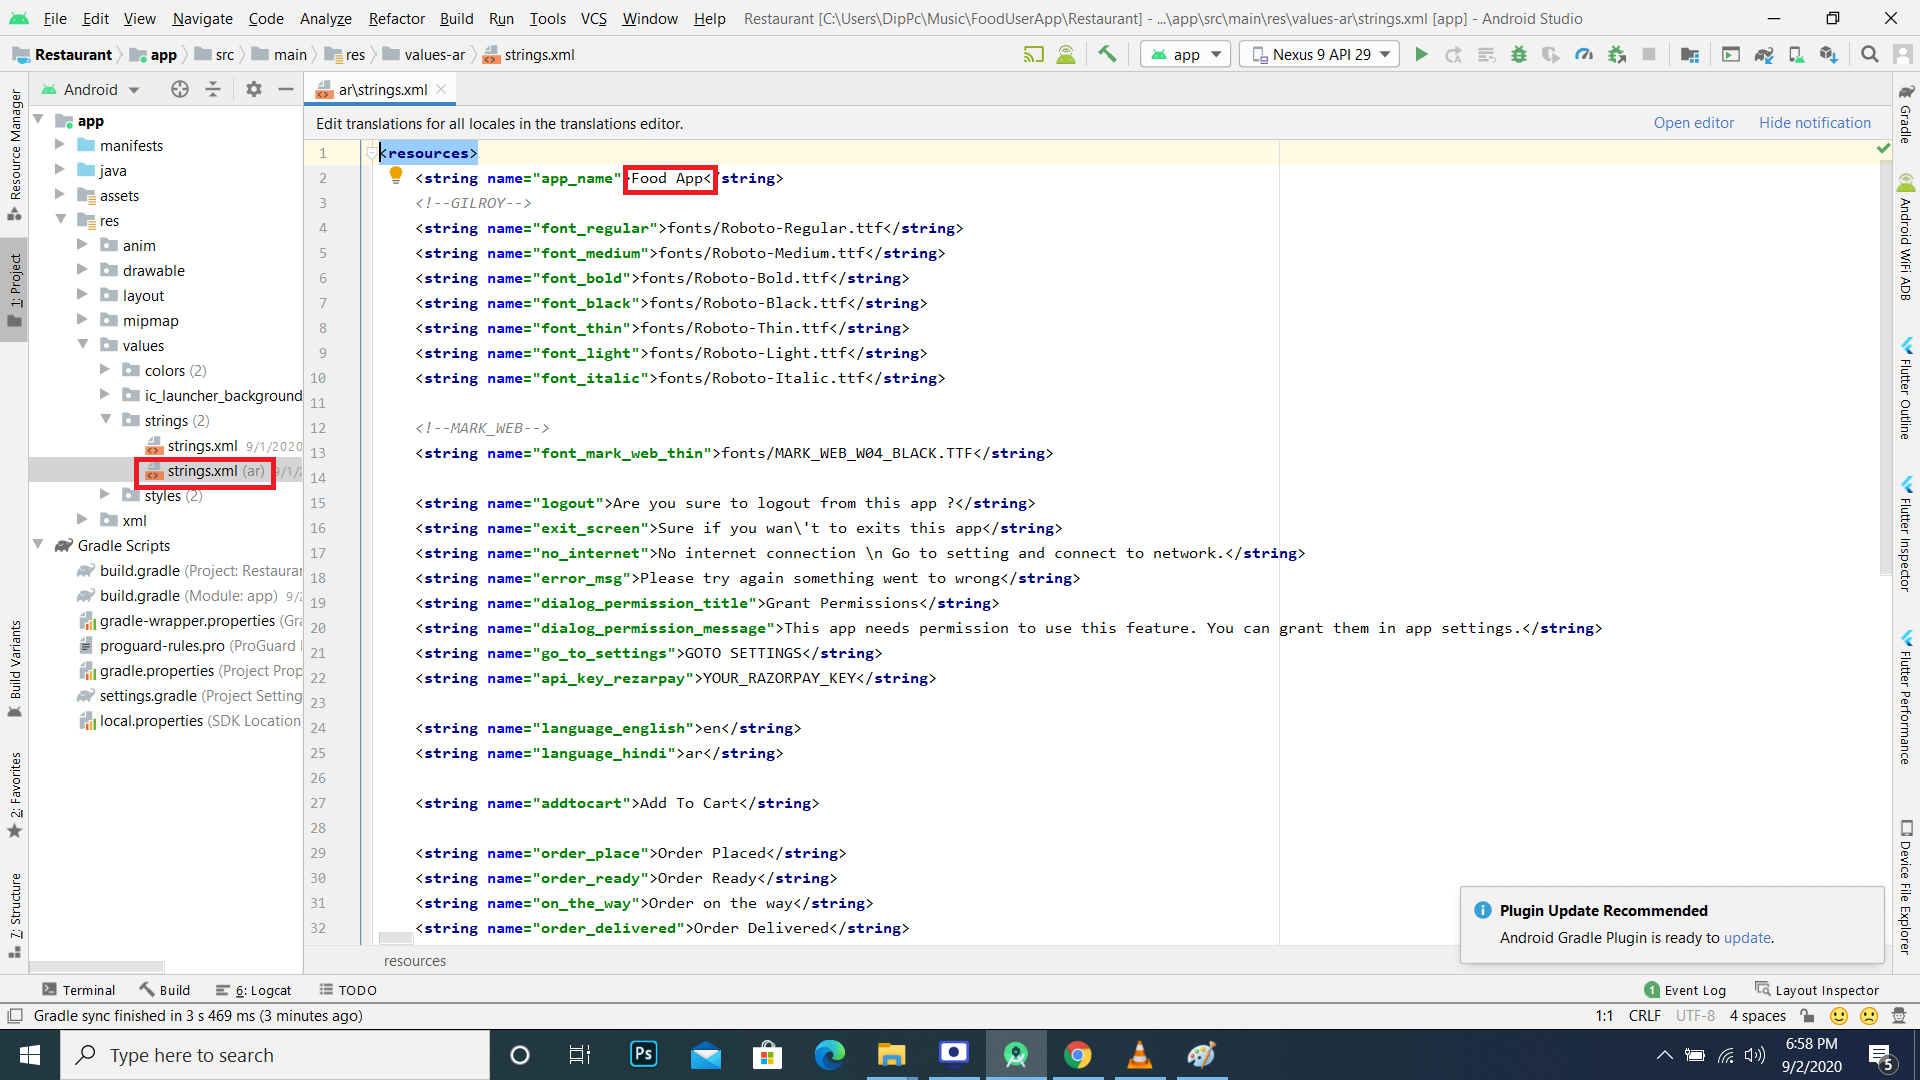 File Edit View Navigate Code Analyze Refactor Build Run Tools VCS Window Help Restaurant [C:\Users\DipPc\Music\FoodUserApp\Restaurant] - ...\app\src\main\res\values-ar\strings.xml [app] - Android Studio
Restaurant app src main res values-ar strings.xml app Nexus 9 API 29
Android ar\strings.xml
Edit translations for all locales in the translations editor. Open editor Hide notification
Resource Manager
1: Project
Build Variants
2: Favorites
7: Structure
app
manifests
java
assets
res
anim
drawable
layout
mipmap
values
colors (2)
ic_launcher_background
strings (2)
strings.xml 9/1/2020
strings.xml (ar) 9/1/2
styles (2)
xml
Gradle Scripts
build.gradle (Project: Restaurar
build.gradle (Module: app) 9/2
gradle-wrapper.properties (Gra
proguard-rules.pro (ProGuard
gradle.properties (Project Prop
settings.gradle (Project Setting
local.properties (SDK Location
1 <resources>
2 <string name="app_name">Food App</string>
3 <!--GILROY-->
4 <string name="font_regular">fonts/Roboto-Regular.ttf</string>
5 <string name="font_medium">fonts/Roboto-Medium.ttf</string>
6 <string name="font_bold">fonts/Roboto-Bold.ttf</string>
7 <string name="font_black">fonts/Roboto-Black.ttf</string>
8 <string name="font_thin">fonts/Roboto-Thin.ttf</string>
9 <string name="font_light">fonts/Roboto-Light.ttf</string>
10 <string name="font_italic">fonts/Roboto-Italic.ttf</string>
11
12 <!--MARK_WEB-->
13 <string name="font_mark_web_thin">fonts/MARK_WEB_W04_BLACK.TTF</string>
14
15 <string name="logout">Are you sure to logout from this app ?</string>
16 <string name="exit_screen">Sure if you wan\'t to exits this app</string>
17 <string name="no_internet">No internet connection \n Go to setting and connect to network.</string>
18 <string name="error_msg">Please try again something went to wrong</string>
19 <string name="dialog_permission_title">Grant Permissions</string>
20 <string name="dialog_permission_message">This app needs permission to use this feature. You can grant them in app settings.</string>
21 <string name="go_to_settings">GOTO SETTINGS</string>
22 <string name="api_key_rezarpay">YOUR_RAZORPAY_KEY</string>
23
24 <string name="language_english">en</string>
25 <string name="language_hindi">ar</string>
26
27 <string name="addtocart">Add To Cart</string>
28
29 <string name="order_place">Order Placed</string>
30 <string name="order_ready">Order Ready</string>
31 <string name="on_the_way">Order on the way</string>
32 <string name="order_delivered">Order Delivered</string>
resources
Gradle
Android WiFi ADB
Flutter Outline
Flutter Inspector
Flutter Performance
Device File Explorer
Plugin Update Recommended
Android Gradle Plugin is ready to update.
Terminal Build 6: Logcat TODO 1 Event Log Layout Inspector
Gradle sync finished in 3 s 469 ms (3 minutes ago) 1:1 CRLF UTF-8 4 spaces
Type here to search Ps 6:58 PM
9/2/2020 5